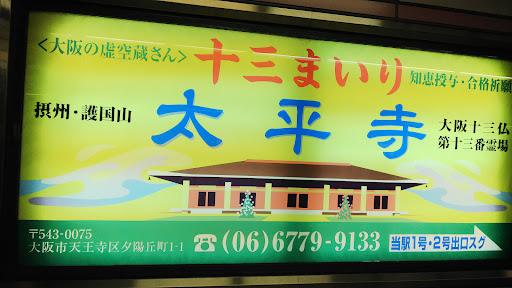 <大阪の虚空蔵さん>
十三まいり
知恵授与・合格祈願
摂州・護国山
太平寺
大阪十三仏
第十三番霊場
〒543-0075
大阪市天王寺区夕陽丘町1-1
☎(06)6779-9133
当駅1号・2号出口スグ